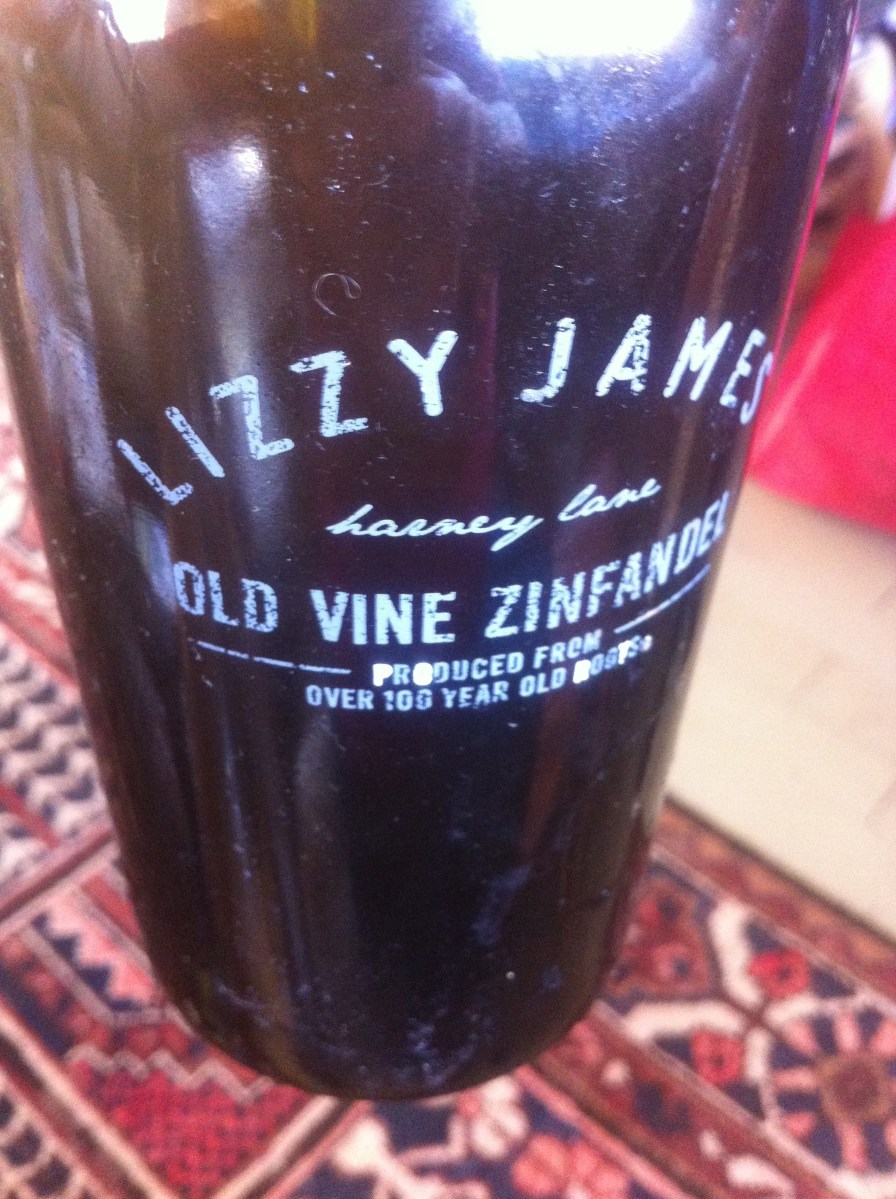 LIZZY JAMES
harney lane
OLD VINE ZINFANDEL
PRODUCED FROM
OVER 100 YEAR OLD ROOTS